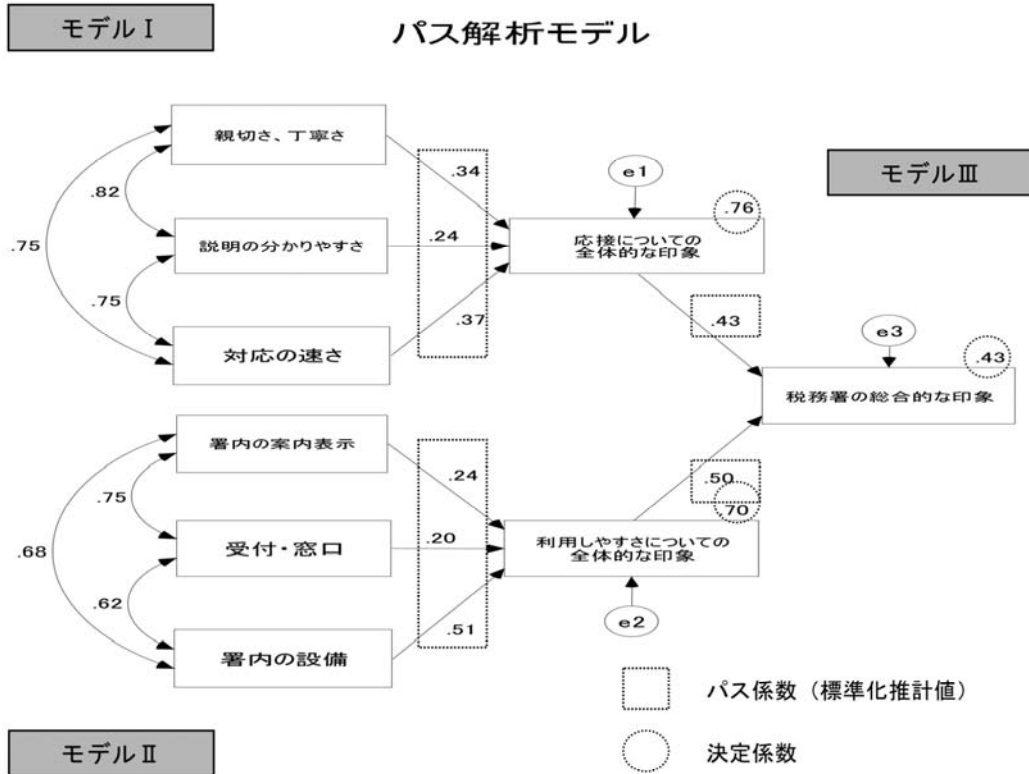 モデルⅠ
パス解析モデル
親切さ、丁寧さ
.34
e1
モデルⅢ
.82
.76
.75
説明の分かりやすさ
.24
応接についての
全体的な印象
.75
.37
.43
対応の速さ
e3
.43
税務署の総合的な印象
署内の案内表示
.24
.50
.75
.70
.68
受付・窓口
.20
利用しやすさについての
全体的な印象
.62
.51
e2
署内の設備
パス係数（標準化推計値）
モデルⅡ
決定係数